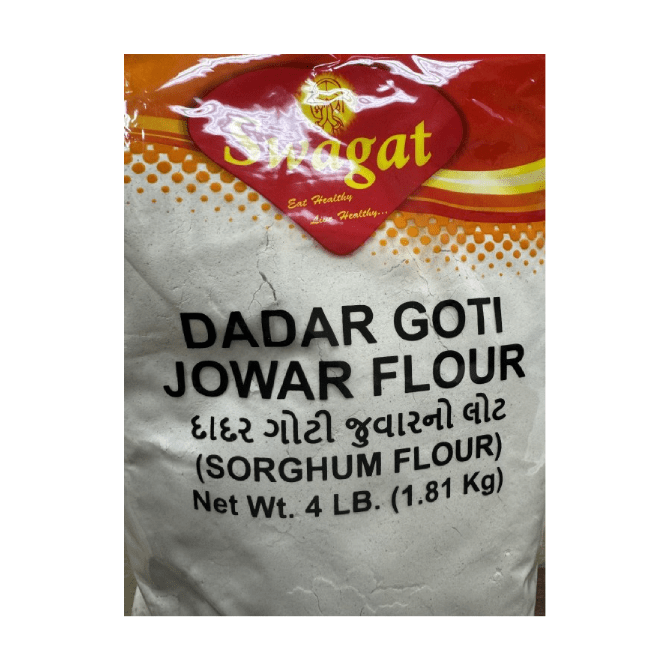 Swagat
Eat Healthy
Live Healthy...
DADAR GOTI
JOWAR FLOUR
દાદર ગોટી જુવારનો લોટ
(SORGHUM FLOUR)
Net Wt. 4 LB. (1.81 Kg)